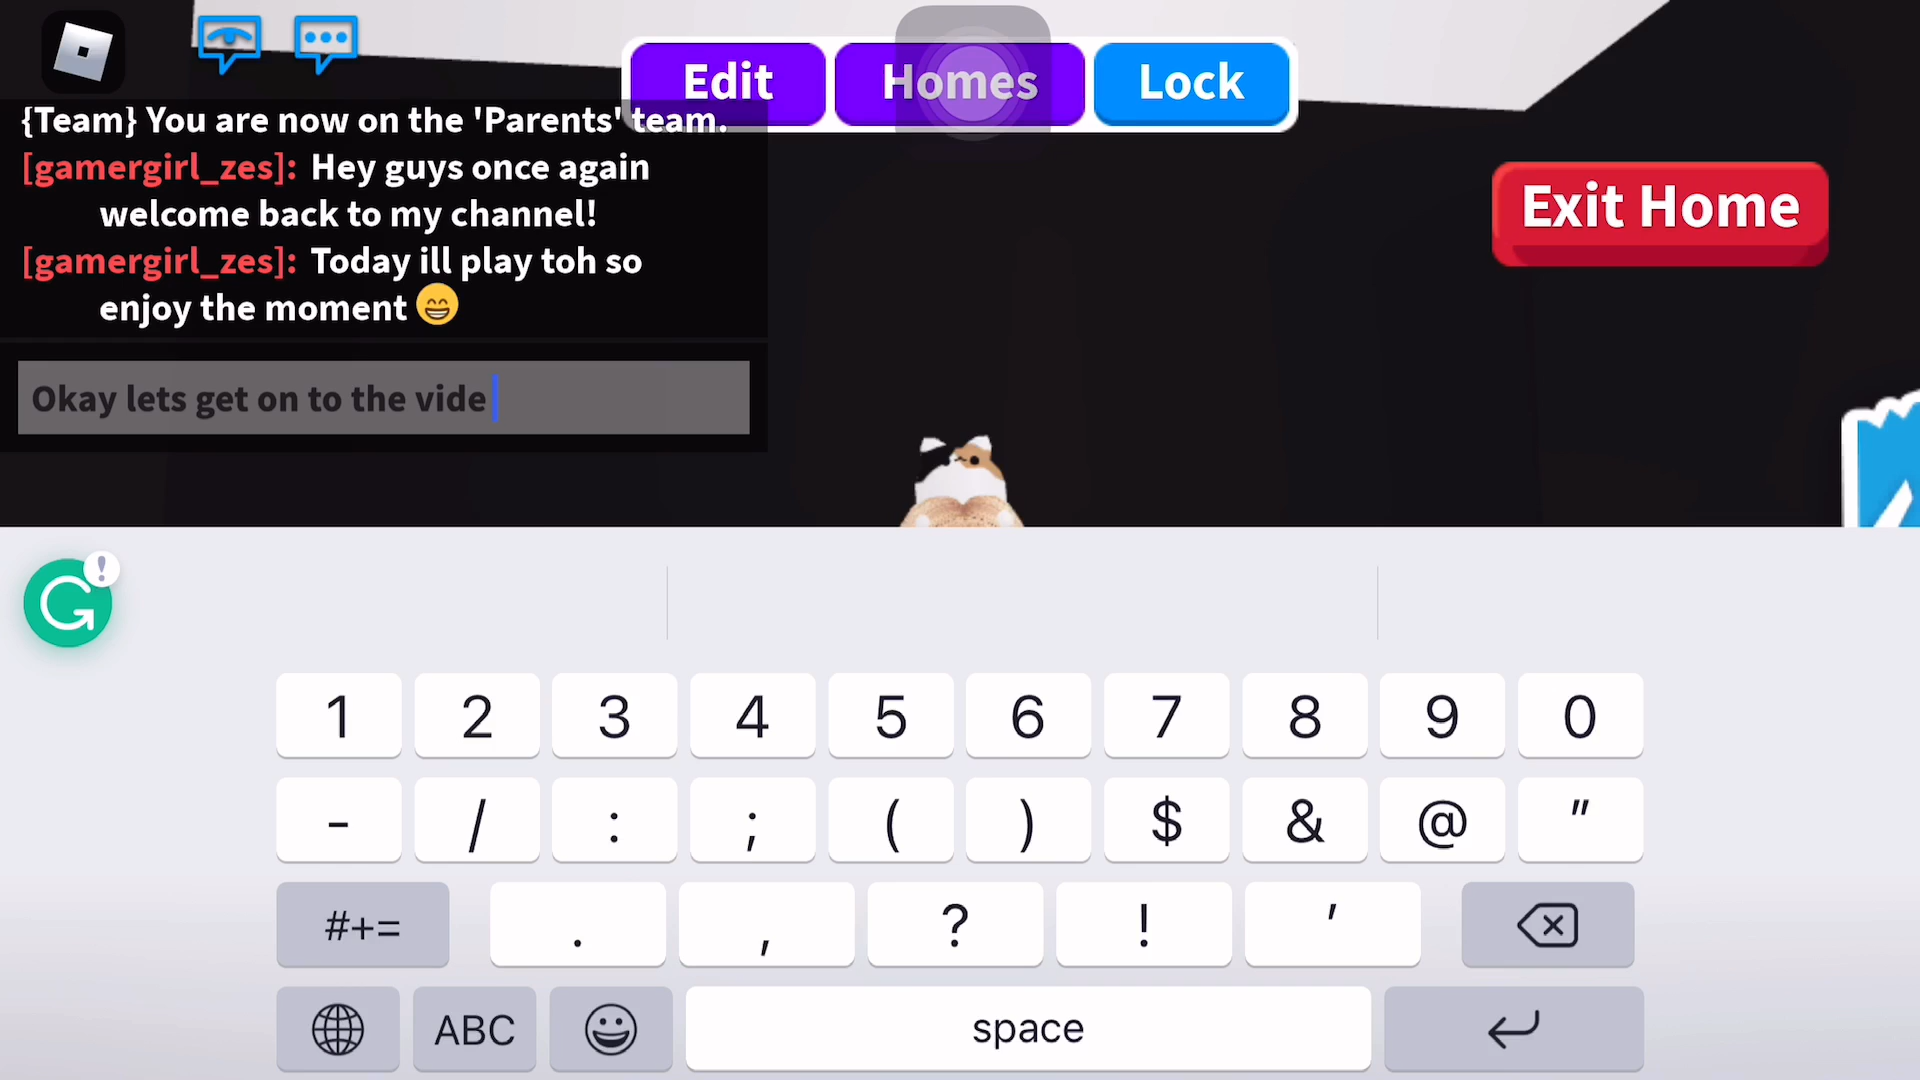 Edit Homes Lock
{Team} You are now on the 'Parents' team.
[gamergirl_zes]: Hey guys once again
welcome back to my channel!
Exit Home
[gamergirl_zes]: Today ill play toh so
enjoy the moment 😁
Okay lets get on to the vide
1 2 3 4 5 6 7 8 9 0
- / : ; ( ) $ & @ "
#+= . , ? ! '
ABC space